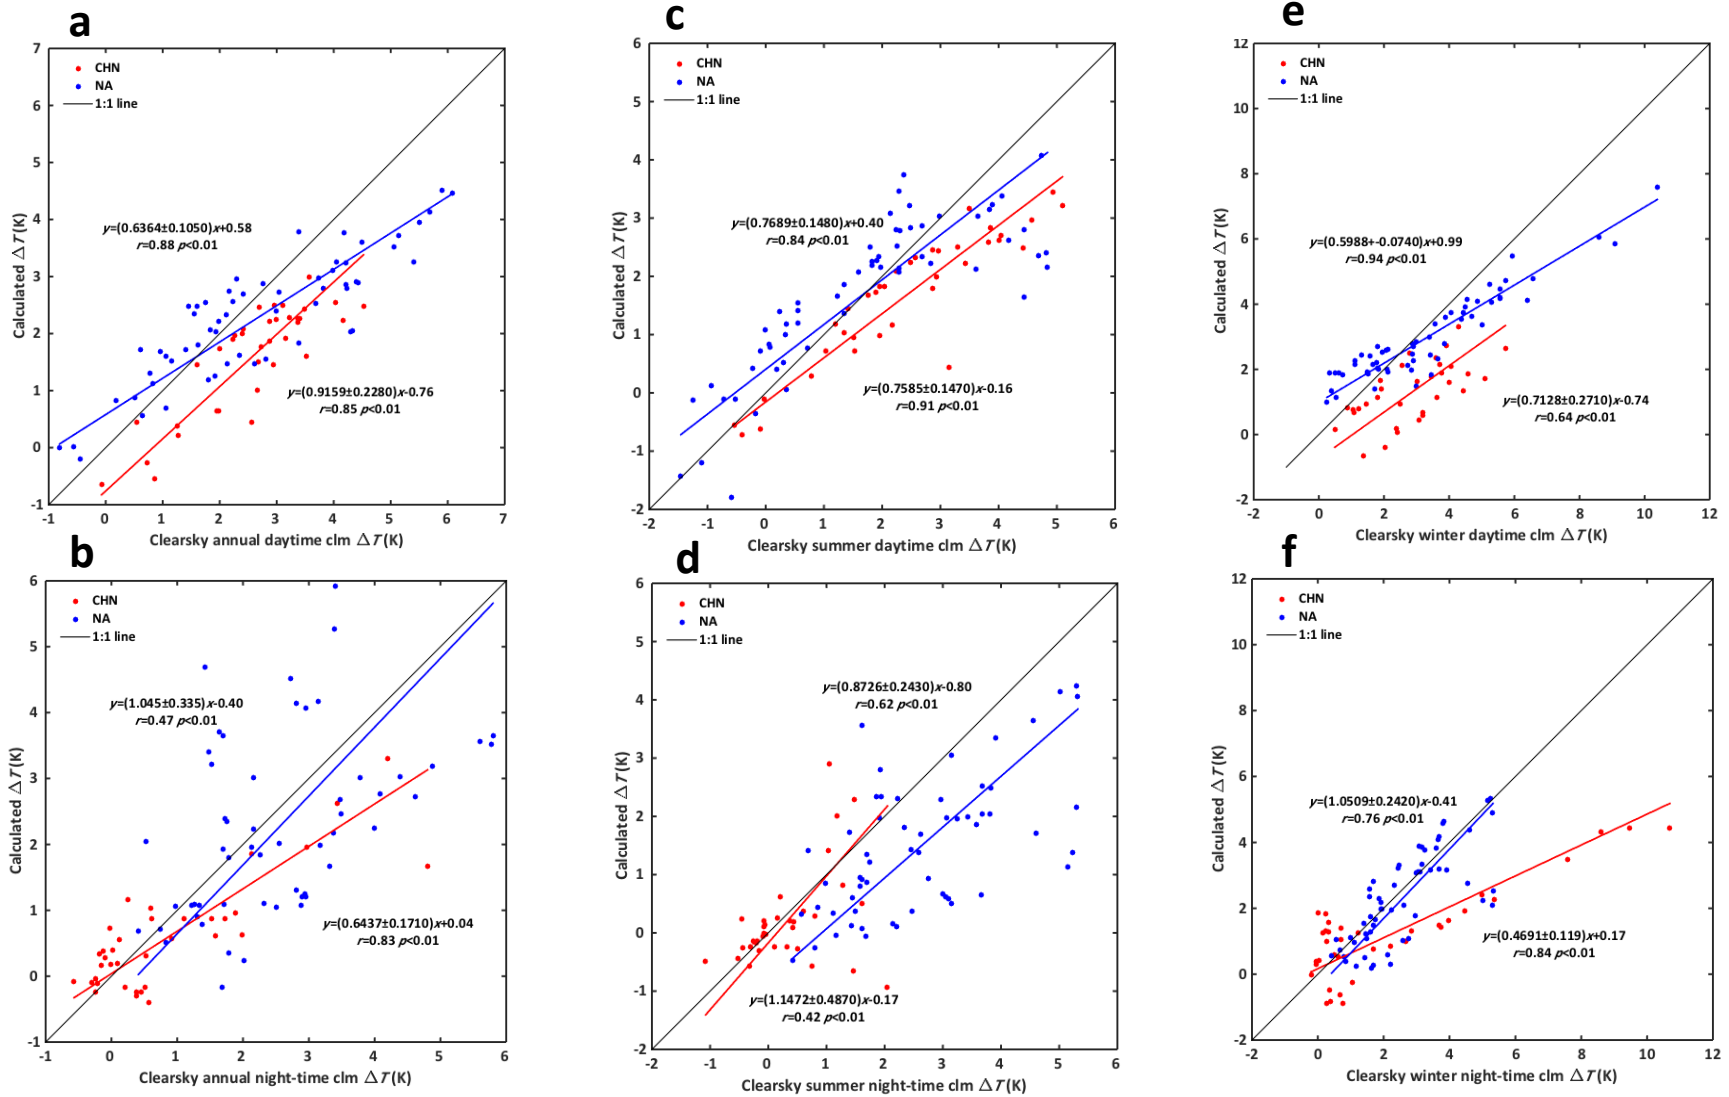 a
7
6
5
4
3
2
1
0
-1
-1 0 1 2 3 4 5 6 7
CHN
NA
1:1 line
y=(0.6364±0.1050)x+0.58
r=0.88 p<0.01
y=(0.9159±0.2280)x-0.76
r=0.85 p<0.01
Calculated △T(K)
Clearsky annual daytime clm △T(K)
c
6
5
4
3
2
1
0
-1
-2
-2 -1 0 1 2 3 4 5 6
CHN
NA
1:1 line
y=(0.7689±0.1480)x+0.40
r=0.84 p<0.01
y=(0.7585±0.1470)x-0.16
r=0.91 p<0.01
Calculated △T(K)
Clearsky summer daytime clm △T(K)
e
12
10
8
6
4
2
0
-2
-2 0 2 4 6 8 10 12
CHN
NA
1:1 line
y=(0.5988+-0.0740)x+0.99
r=0.94 p<0.01
y=(0.7128±0.2710)x-0.74
r=0.64 p<0.01
Calculated △T(K)
Clearsky winter daytime clm △T(K)
b
6
5
4
3
2
1
0
-1
-1 0 1 2 3 4 5 6
CHN
NA
1:1 line
y=(1.045±0.335)x-0.40
r=0.47 p<0.01
y=(0.6437±0.1710)x+0.04
r=0.83 p<0.01
Calculated △T(K)
Clearsky annual night-time clm △T(K)
d
6
5
4
3
2
1
0
-1
-2
-2 -1 0 1 2 3 4 5 6
CHN
NA
1:1 line
y=(0.8726±0.2430)x-0.80
r=0.62 p<0.01
y=(1.1472±0.4870)x-0.17
r=0.42 p<0.01
Calculated △T(K)
Clearsky summer night-time clm △T(K)
f
12
10
8
6
4
2
0
-2
-2 0 2 4 6 8 10 12
CHN
NA
1:1 line
y=(1.0509±0.2420)x-0.41
r=0.76 p<0.01
y=(0.4691±0.119)x+0.17
r=0.84 p<0.01
Calculated △T(K)
Clearsky winter night-time clm △T(K)